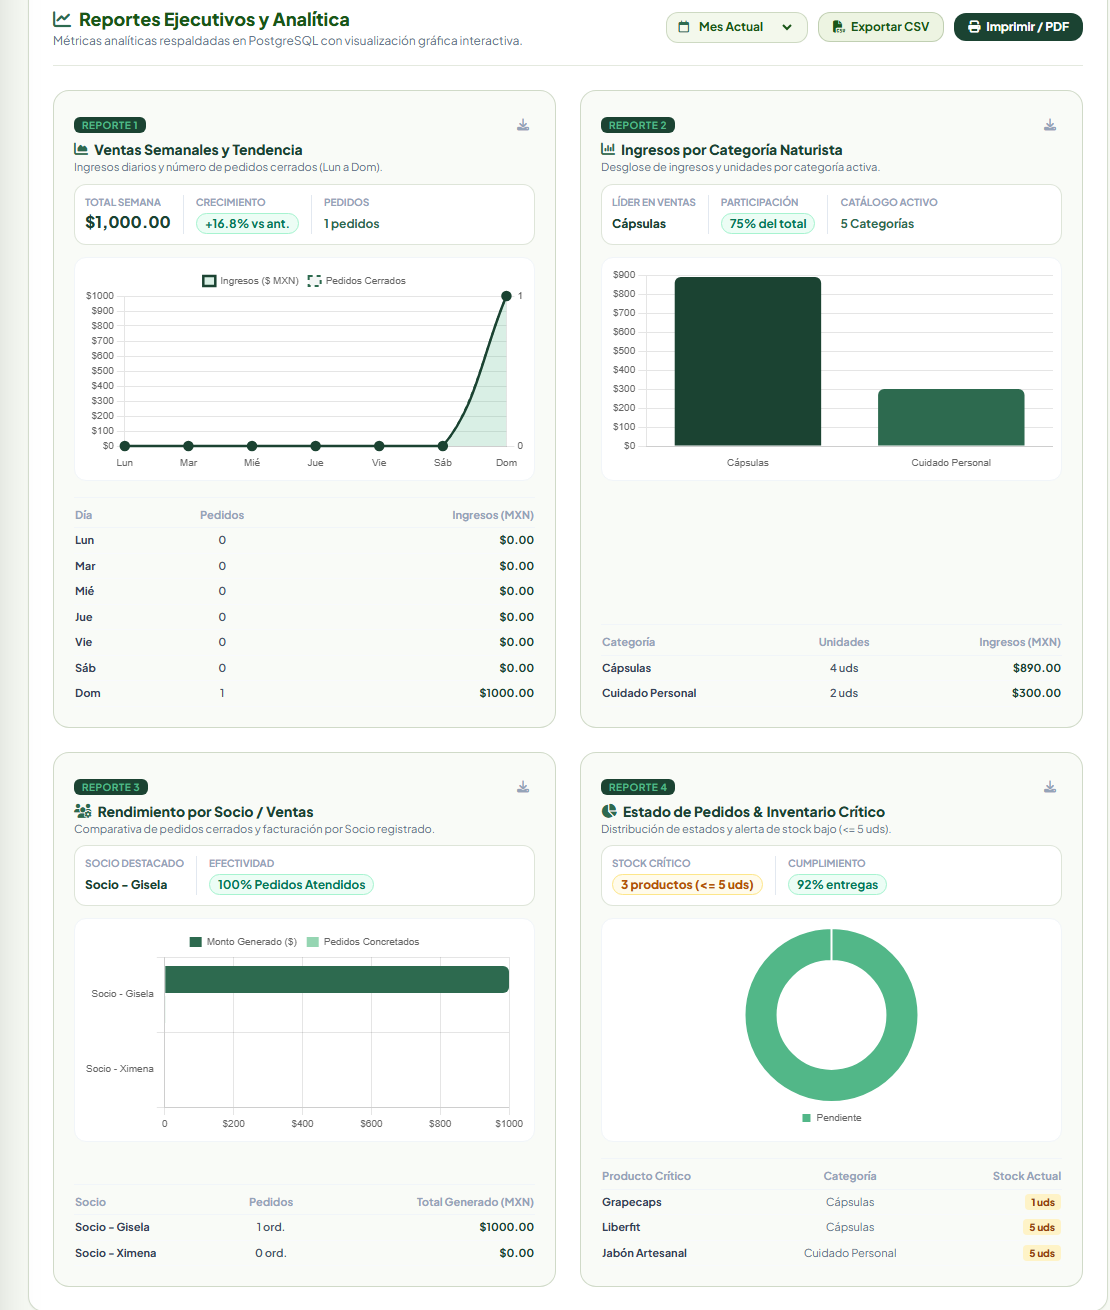 Reportes Ejecutivos y Analítica
Métricas analíticas respaldadas en PostgreSQL con visualización gráfica interactiva.
Mes Actual
Exportar CSV
Imprimir / PDF
REPORTE 1
Ventas Semanales y Tendencia
Ingresos diarios y número de pedidos cerrados (Lun a Dom).
TOTAL SEMANA CRECIMIENTO PEDIDOS
$1,000.00 +16.8% vs ant. 1 pedidos
Ingresos ($ MXN) Pedidos Cerrados
$1000 1
$900
$800
$700
$600
$500
$400
$300
$200
$100
$0 0
Lun Mar Mié Jue Vie Sáb Dom
Día Pedidos Ingresos (MXN)
Lun 0 $0.00
Mar 0 $0.00
Mié 0 $0.00
Jue 0 $0.00
Vie 0 $0.00
Sáb 0 $0.00
Dom 1 $1000.00
REPORTE 2
Ingresos por Categoría Naturista
Desglose de ingresos y unidades por categoría activa.
LÍDER EN VENTAS PARTICIPACIÓN CATÁLOGO ACTIVO
Cápsulas 75% del total 5 Categorías
$900
$800
$700
$600
$500
$400
$300
$200
$100
$0
Cápsulas Cuidado Personal
Categoría Unidades Ingresos (MXN)
Cápsulas 4 uds $890.00
Cuidado Personal 2 uds $300.00
REPORTE 3
Rendimiento por Socio / Ventas
Comparativa de pedidos cerrados y facturación por Socio registrado.
SOCIO DESTACADO EFECTIVIDAD
Socio - Gisela 100% Pedidos Atendidos
Monto Generado ($) Pedidos Concretados
Socio - Gisela
Socio - Ximena
0 $200 $400 $600 $800 $1000
Socio Pedidos Total Generado (MXN)
Socio - Gisela 1 ord. $1000.00
Socio - Ximena 0 ord. $0.00
REPORTE 4
Estado de Pedidos & Inventario Crítico
Distribución de estados y alerta de stock bajo (<= 5 uds).
STOCK CRÍTICO CUMPLIMIENTO
3 productos (<= 5 uds) 92% entregas
Pendiente
Producto Crítico Categoría Stock Actual
Grapecaps Cápsulas 1 uds
Liberfit Cápsulas 5 uds
Jabón Artesanal Cuidado Personal 5 uds